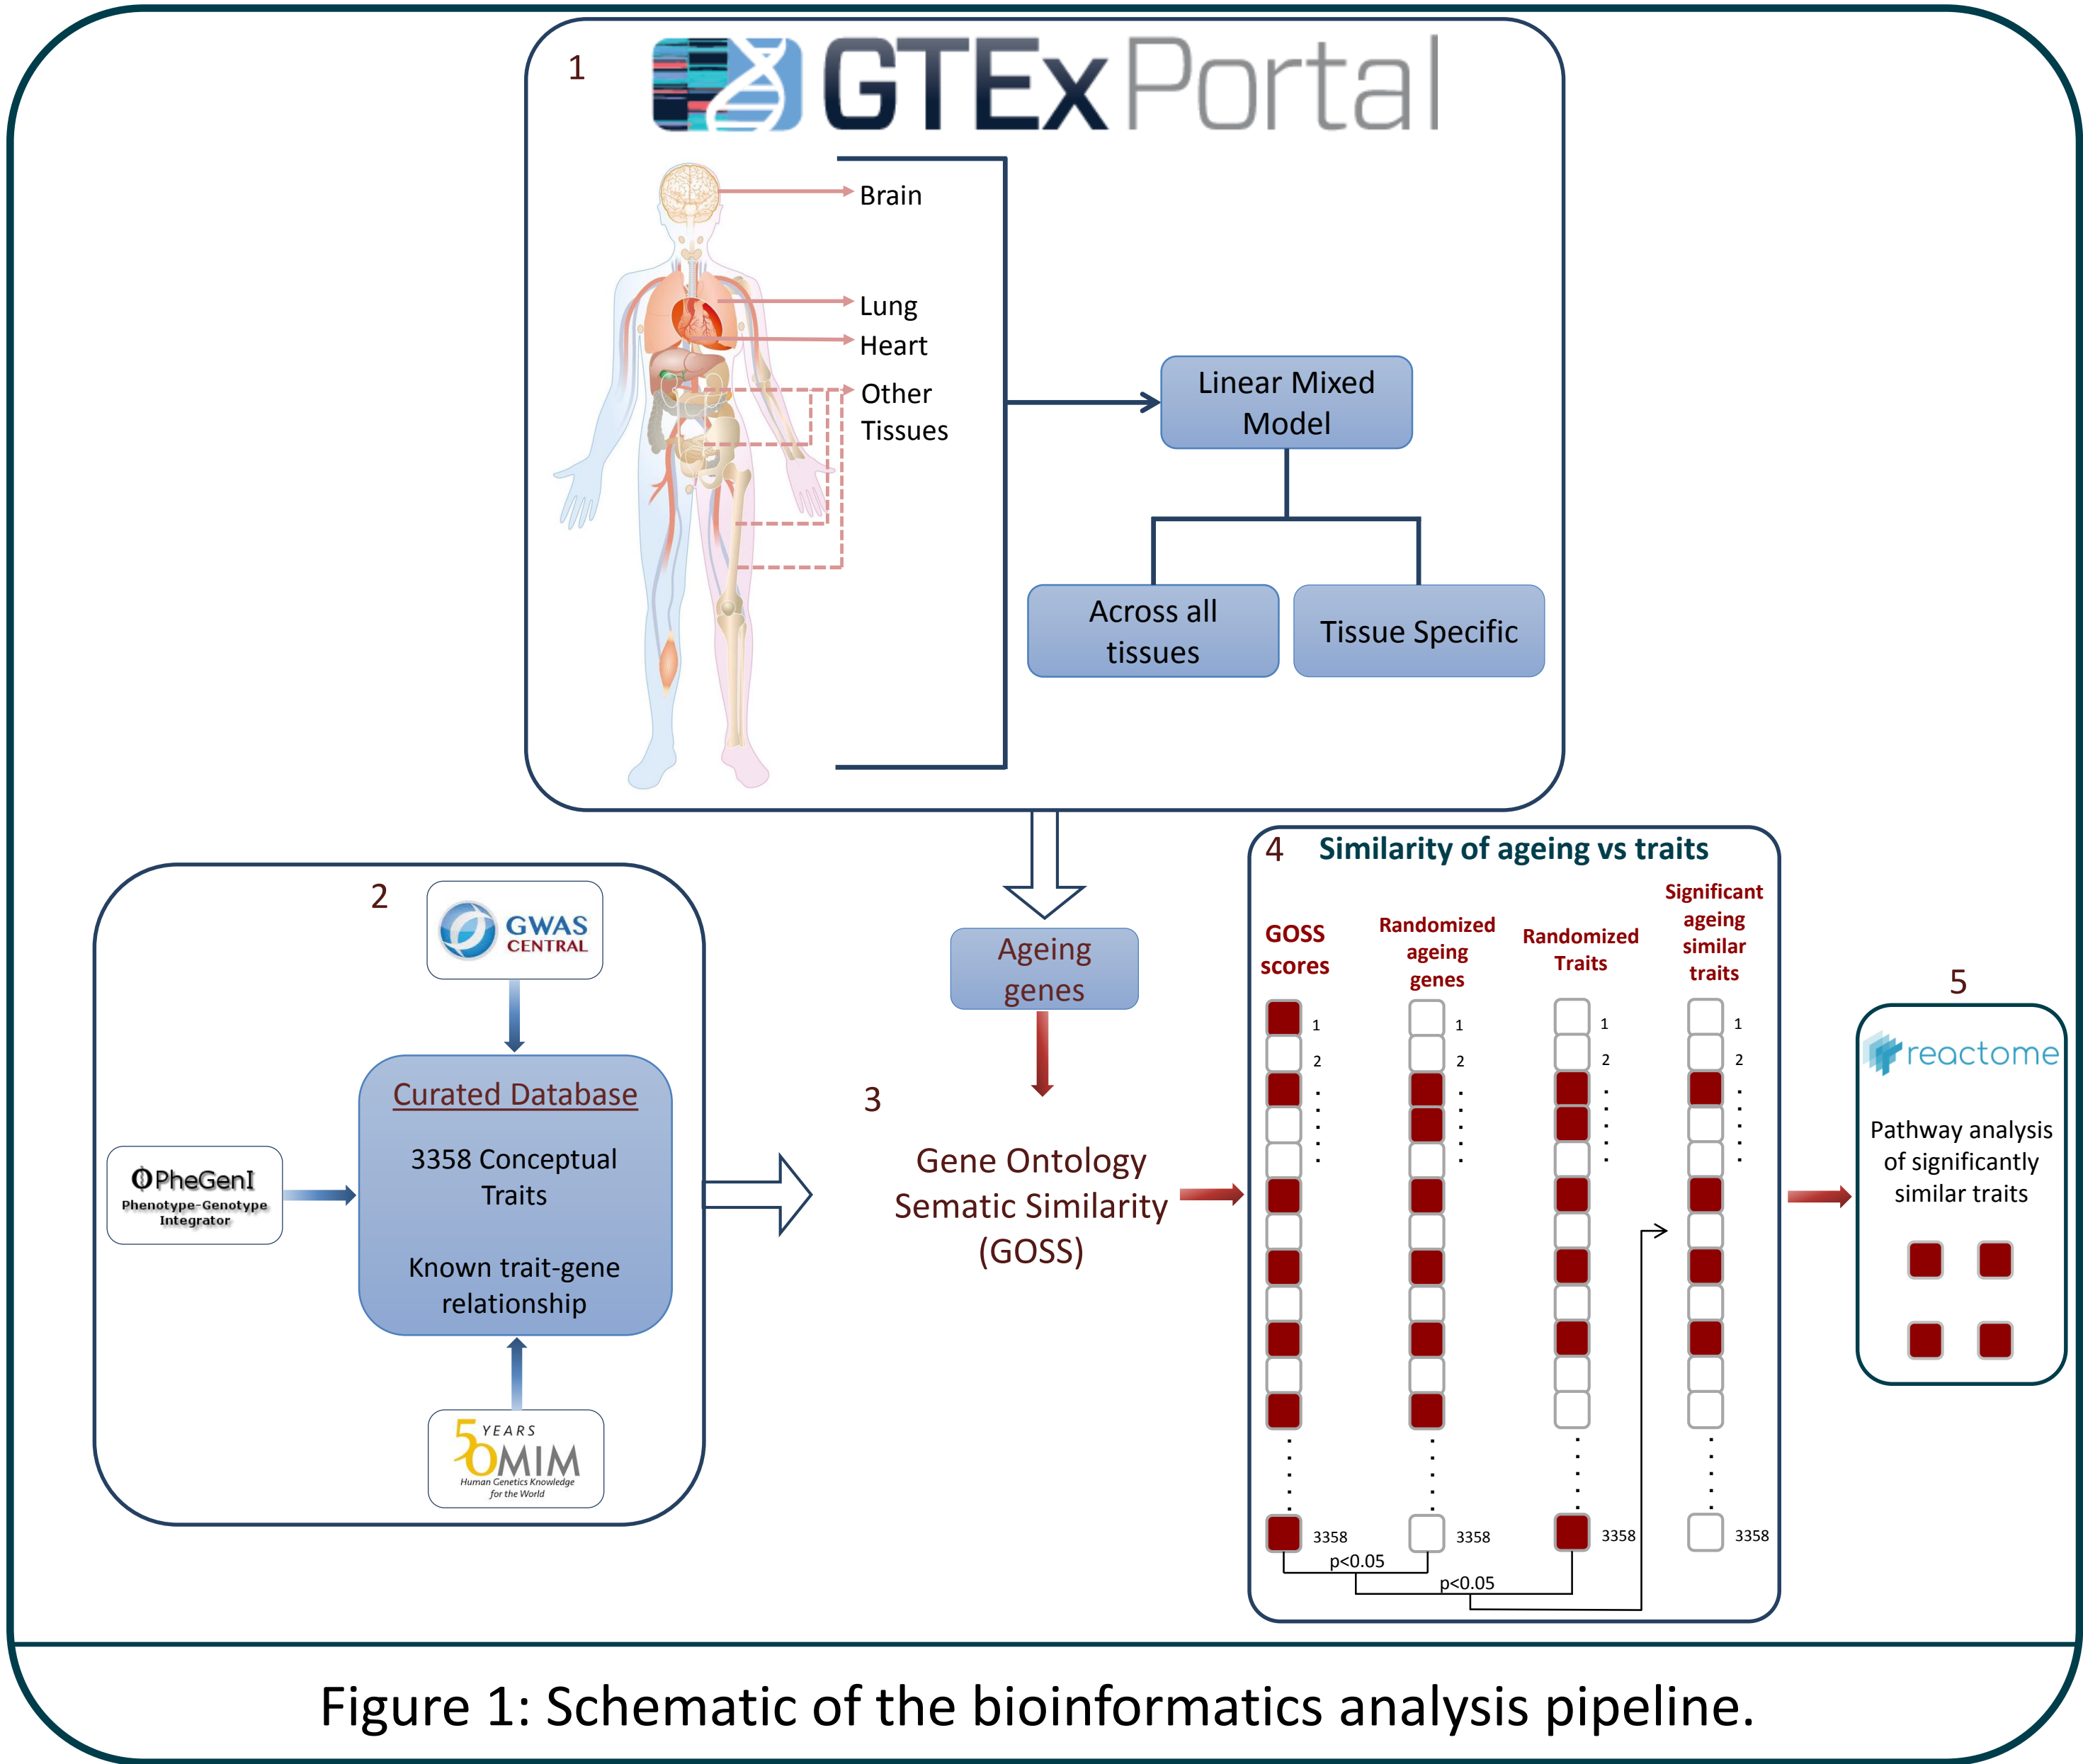 1
GTEx Portal
Brain
Lung
Heart
Other
Tissues
Linear Mixed
Model
Across all
tissues
Tissue Specific
2
GWAS
CENTRAL
PheGenI
Phenotype-Genotype
Integrator
Curated Database
3358 Conceptual
Traits
Known trait-gene
relationship
50 YEARS
OMIM
Human Genetics Knowledge
for the World
Ageing
genes
3
Gene Ontology
Sematic Similarity
(GOSS)
4 Similarity of ageing vs traits
GOSS
scores
Randomized
ageing
genes
Randomized
Traits
Significant
ageing
similar
traits
1 1 1 1
2 2 2 2
3358 3358 3358 3358
p<0.05
p<0.05
5
reactome
Pathway analysis
of significantly
similar traits
Figure 1: Schematic of the bioinformatics analysis pipeline.